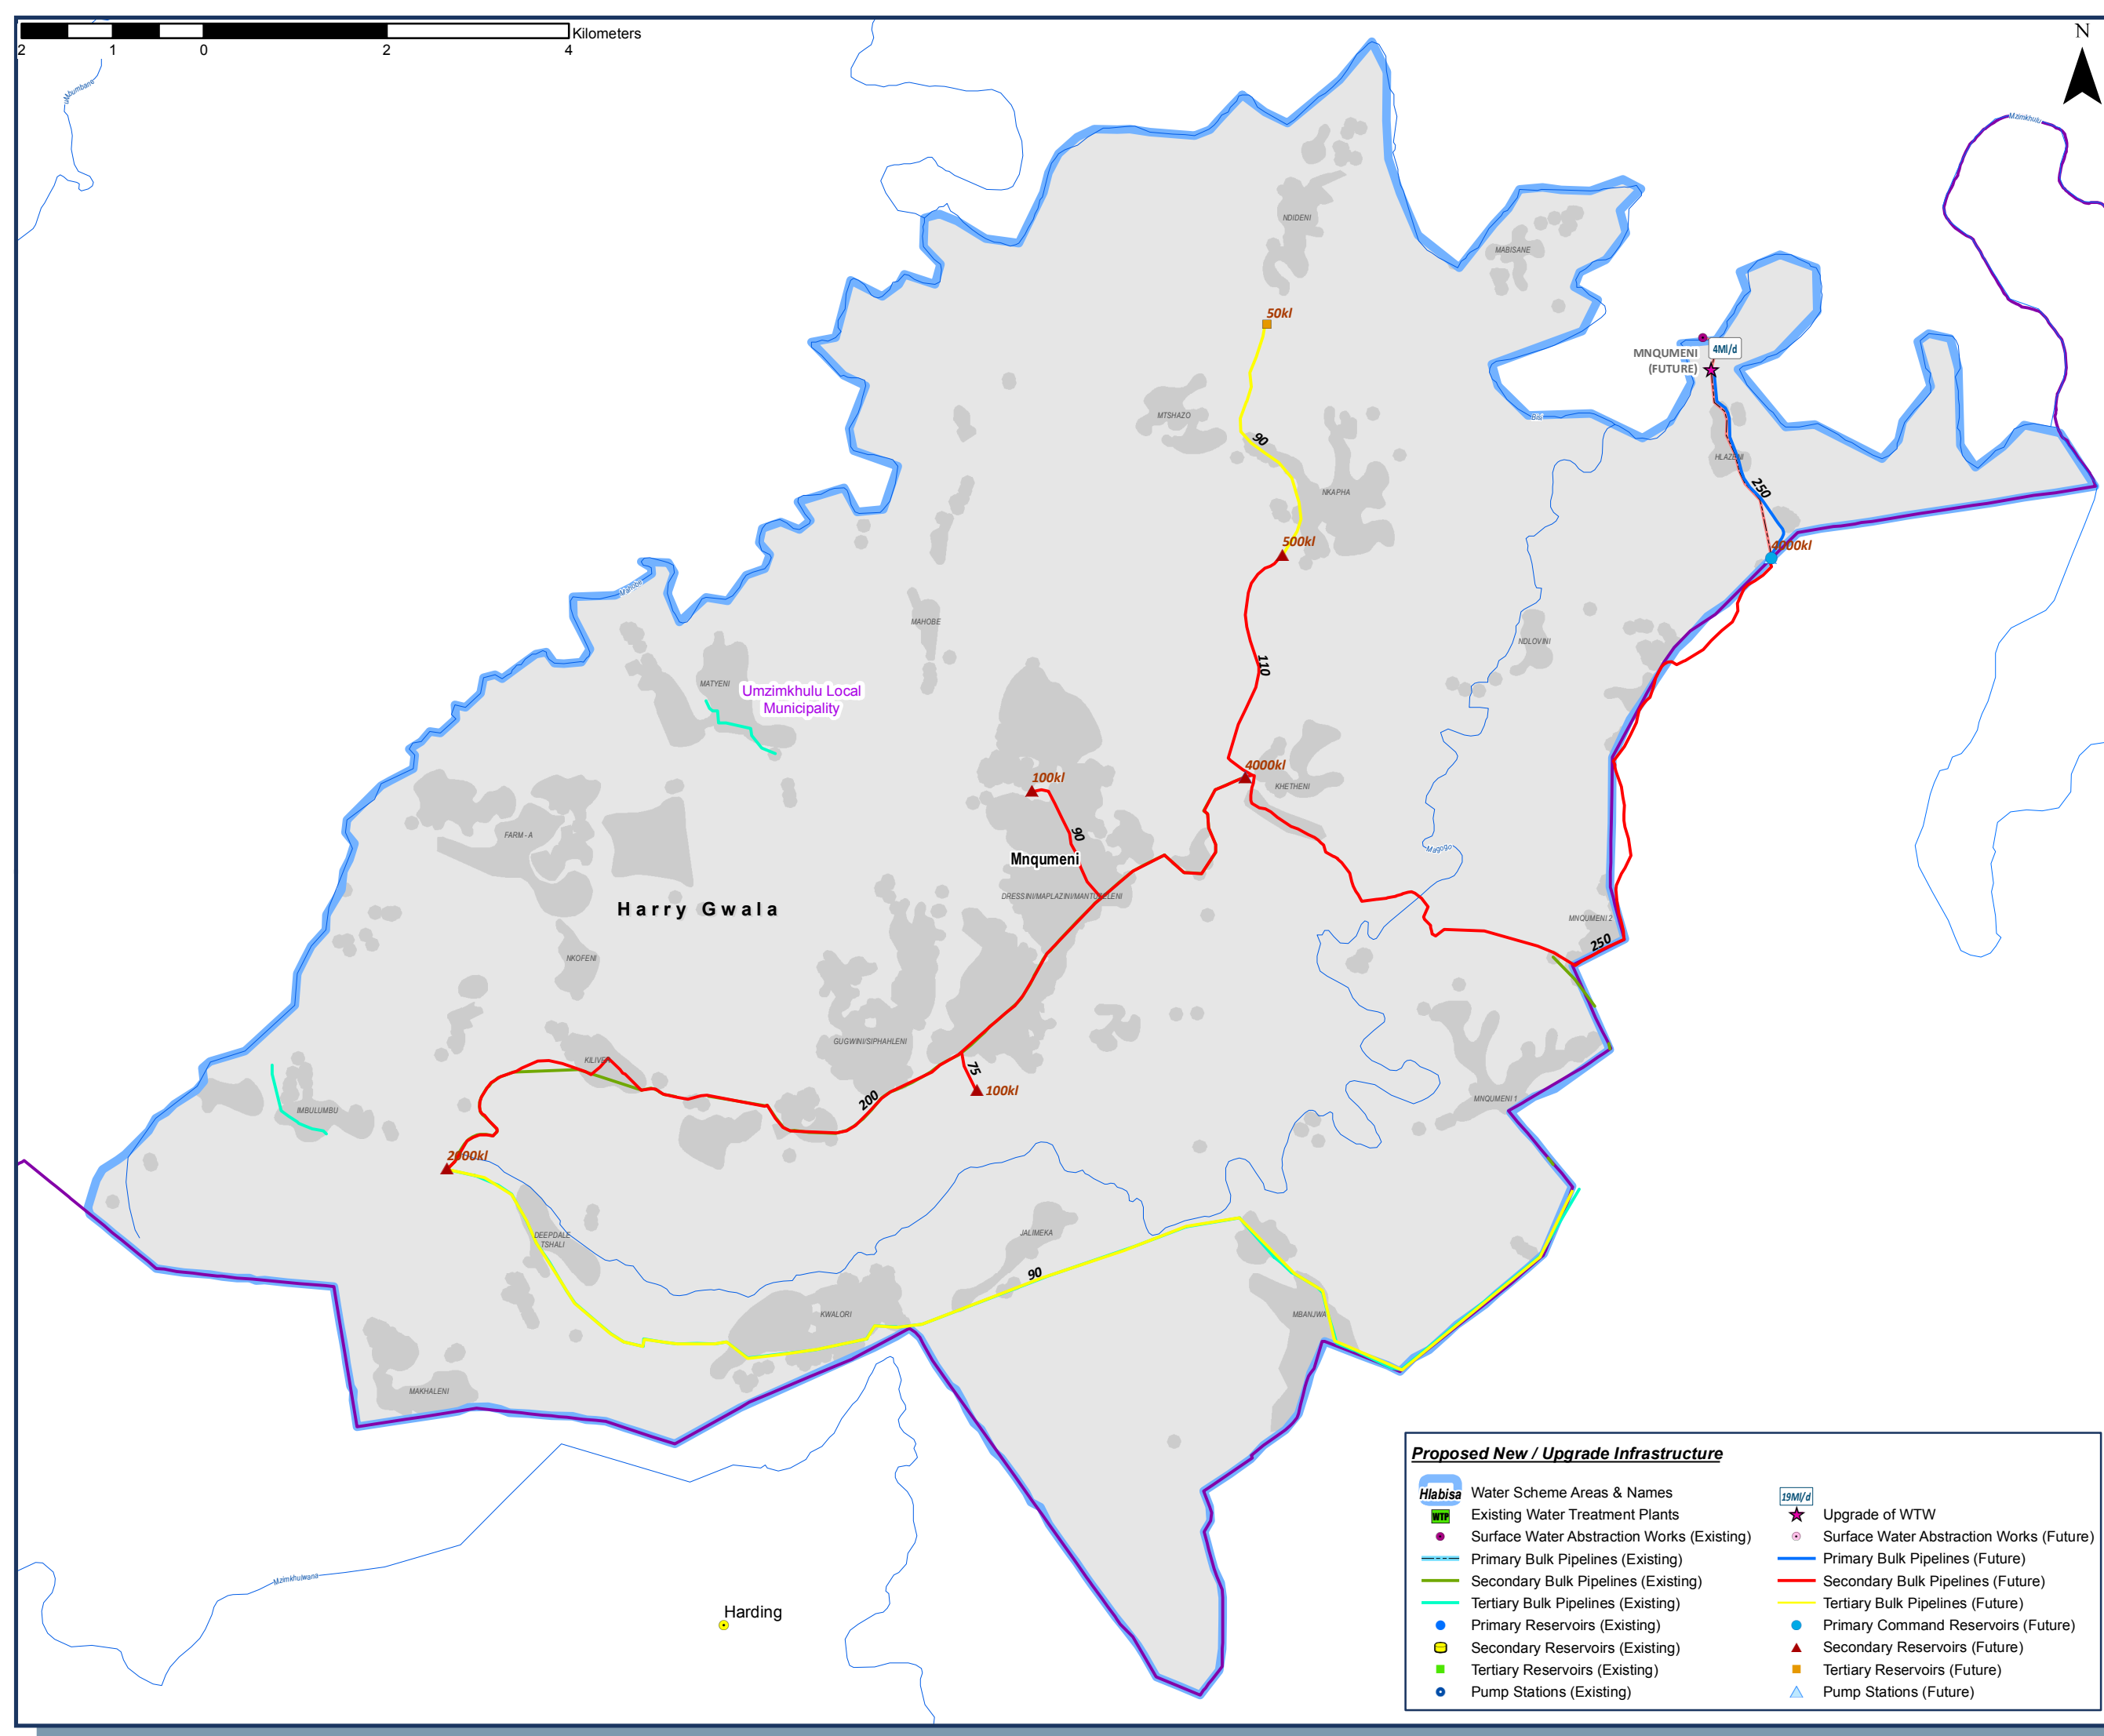 Kilometers
2 1 0 2 4
N
Mzimkhulu
NDIDENI
MABISANE
50kl
MNQUMENI
(FUTURE)
4Ml/d
MTSHAZO
90
HLAZENI
NKAPHA
250
500kl
4000kl
MAHOBE
NDLOVINI
110
MATYENI
Umzimkhulu Local
Municipality
4000kl
100kl
KHETHENI
FARM - A
90
Magogo
Mnqumeni
Harry Gwala
MNQUMENI 2
250
NKOFENI
GUGWINI/SIPHAHLENI
75
100kl
200
MNQUMENI 1
IMBULUMBU
2000kl
DEEPDALE
TSHALI
JALIMEKA
90
KWALORI
MBANJWA
MAKHALENI
Mzimkhulwana
Harding
Proposed New / Upgrade Infrastructure
Hlabisa Water Scheme Areas & Names
WTP Existing Water Treatment Plants
Surface Water Abstraction Works (Existing)
Primary Bulk Pipelines (Existing)
Secondary Bulk Pipelines (Existing)
Tertiary Bulk Pipelines (Existing)
Primary Reservoirs (Existing)
Secondary Reservoirs (Existing)
Tertiary Reservoirs (Existing)
Pump Stations (Existing)
19Ml/d
Upgrade of WTW
Surface Water Abstraction Works (Future)
Primary Bulk Pipelines (Future)
Secondary Bulk Pipelines (Future)
Tertiary Bulk Pipelines (Future)
Primary Command Reservoirs (Future)
Secondary Reservoirs (Future)
Tertiary Reservoirs (Future)
Pump Stations (Future)